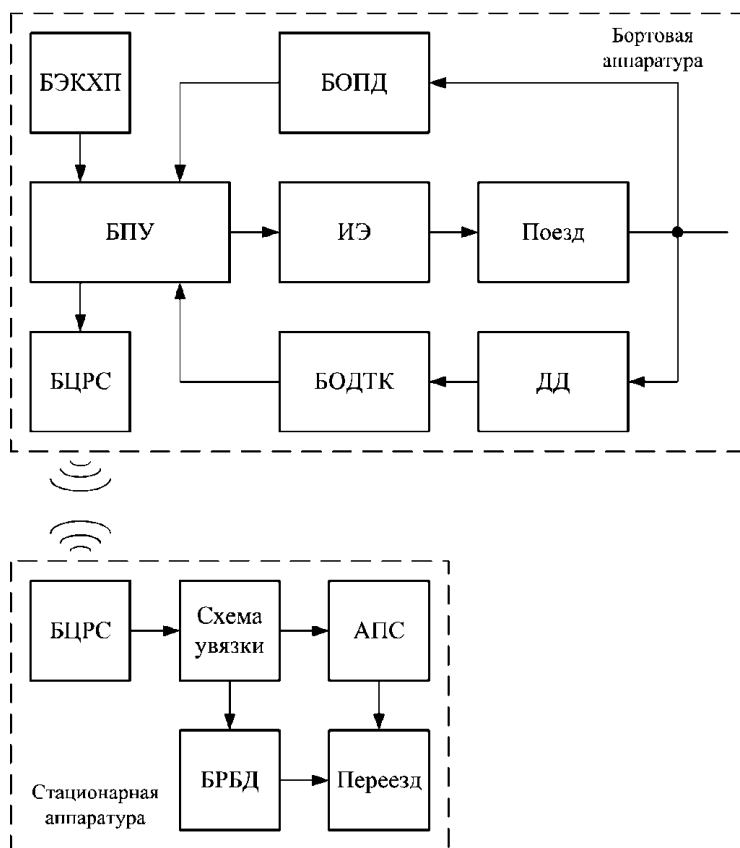 Бортовая
аппаратура
БЭКХП
БОПД
БПУ
ИЭ
Поезд
БЦРС
БОДТК
ДД
БЦРС
Схема
увязки
АПС
БРБД
Переезд
Стационарная
аппаратура